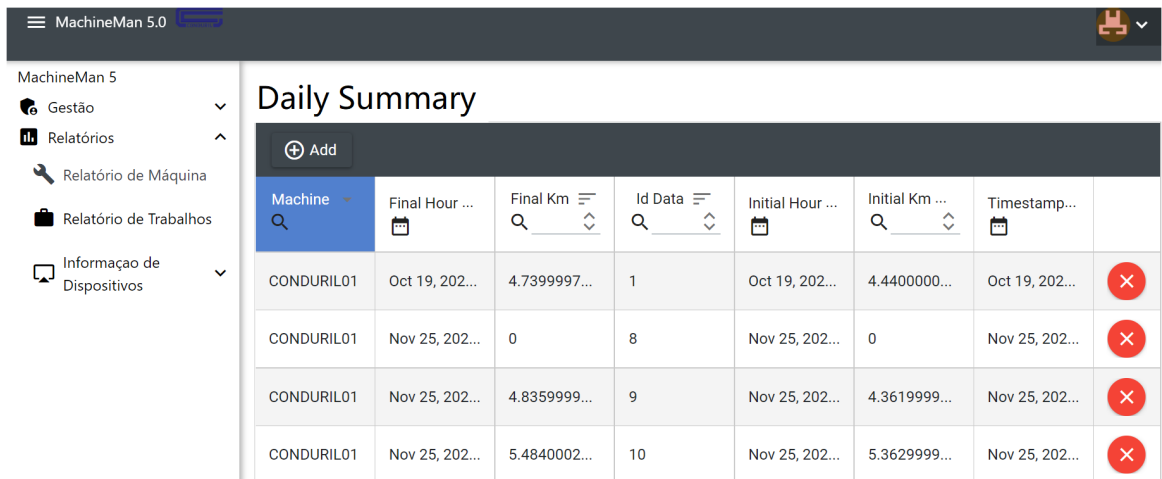 MachineMan 5.0
MachineMan 5
Gestão
Relatórios
Relatório de Máquina
Relatório de Trabalhos
Informaçao de
Dispositivos
Daily Summary
Add
Machine Final Hour ... Final Km Id Data Initial Hour ... Initial Km ... Timestamp...
CONDURIL01 Oct 19, 202... 4.7399997... 1 Oct 19, 202... 4.4400000... Oct 19, 202...
CONDURIL01 Nov 25, 202... 0 8 Nov 25, 202... 0 Nov 25, 202...
CONDURIL01 Nov 25, 202... 4.8359999... 9 Nov 25, 202... 4.3619999... Nov 25, 202...
CONDURIL01 Nov 25, 202... 5.4840002... 10 Nov 25, 202... 5.3629999... Nov 25, 202...